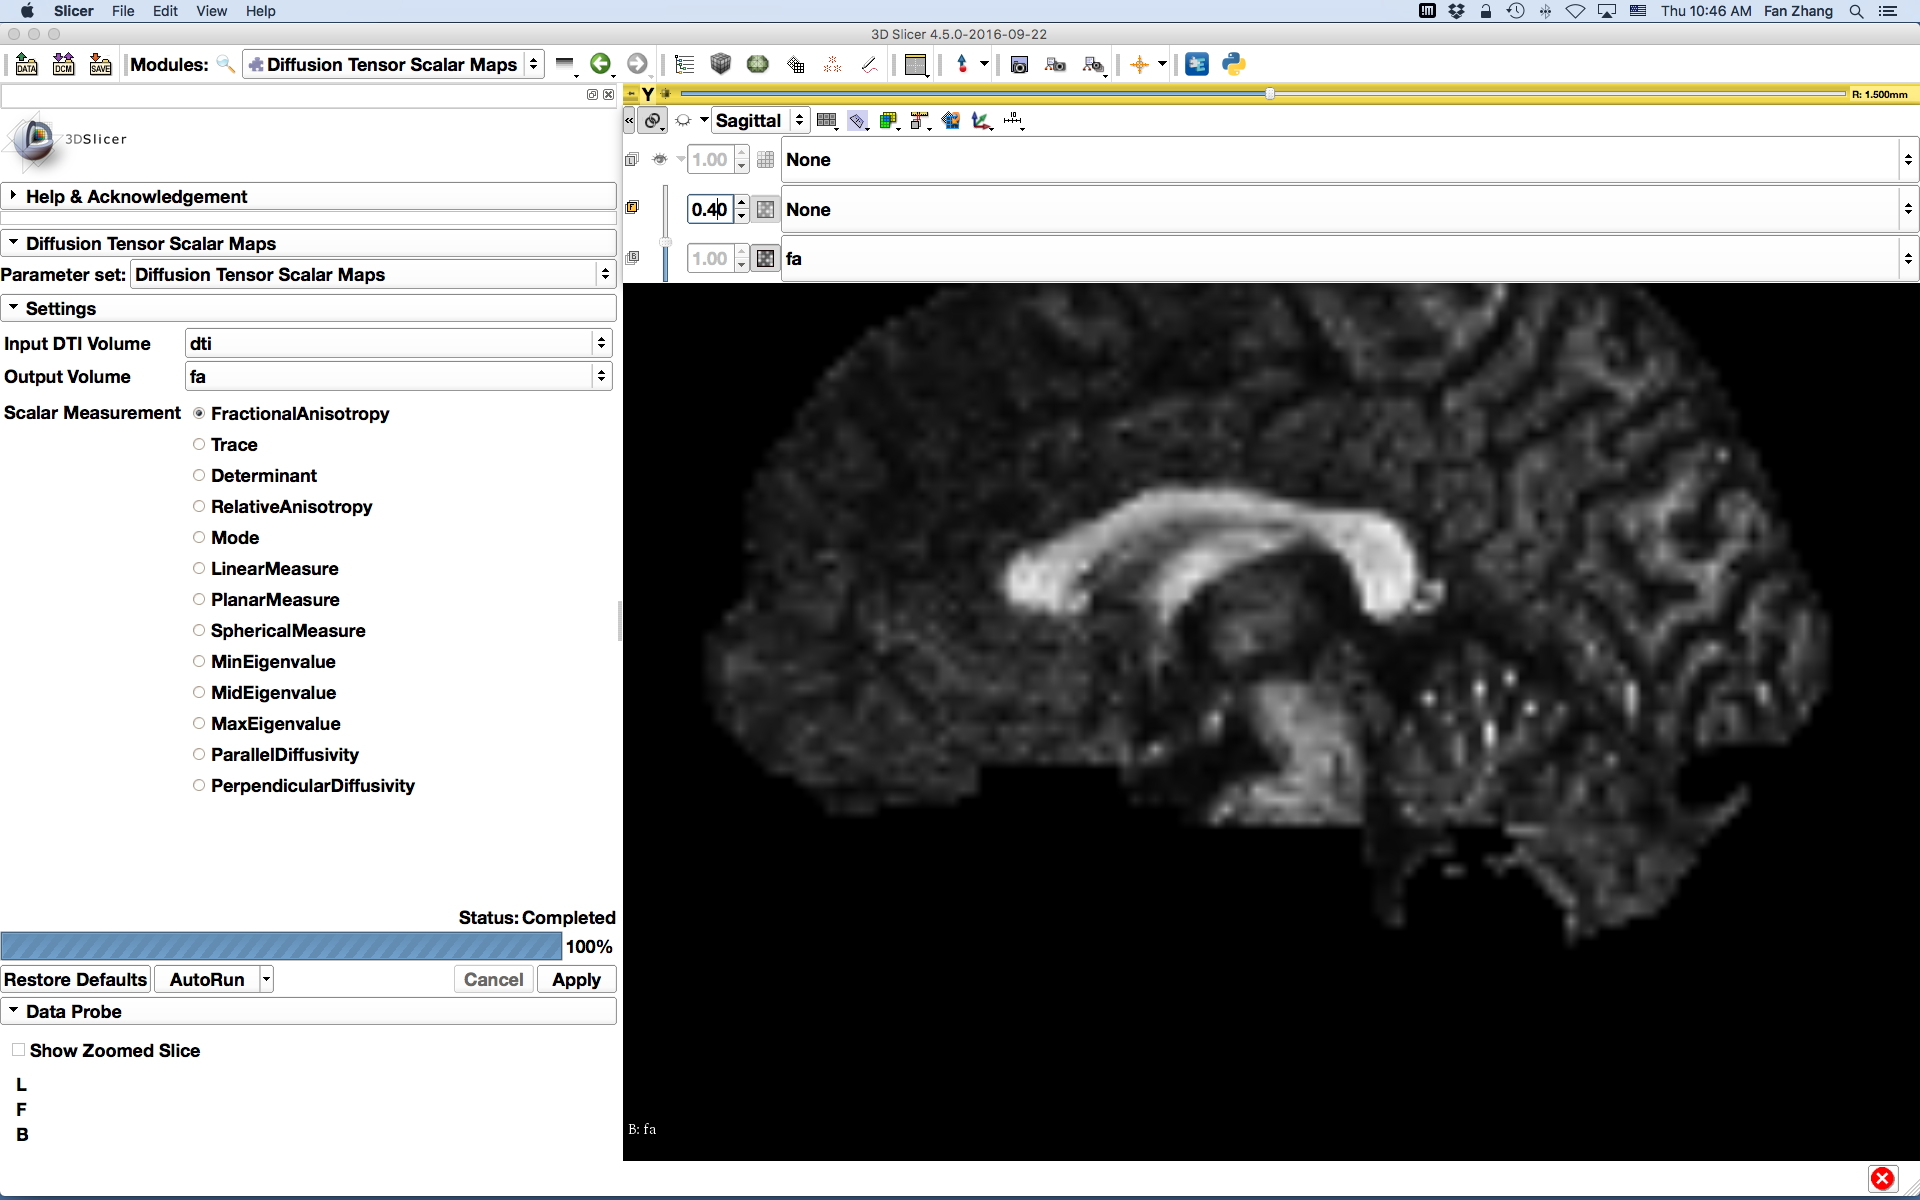 Slicer File Edit View Help Thu 10:46 AM Fan Zhang
3D Slicer 4.5.0-2016-09-22
DATA DCM SAVE Modules: Diffusion Tensor Scalar Maps
Y R: 1.500mm
Sagittal
3DSlicer
L 1.00 None
Help & Acknowledgement
F 0.40 None
Diffusion Tensor Scalar Maps
B 1.00 fa
Parameter set: Diffusion Tensor Scalar Maps
Settings
Input DTI Volume dti
Output Volume fa
Scalar Measurement FractionalAnisotropy
Trace
Determinant
RelativeAnisotropy
Mode
LinearMeasure
PlanarMeasure
SphericalMeasure
MinEigenvalue
MidEigenvalue
MaxEigenvalue
ParallelDiffusivity
PerpendicularDiffusivity
Status: Completed
100%
Restore Defaults AutoRun Cancel Apply
Data Probe
Show Zoomed Slice
L
F
B
B: fa